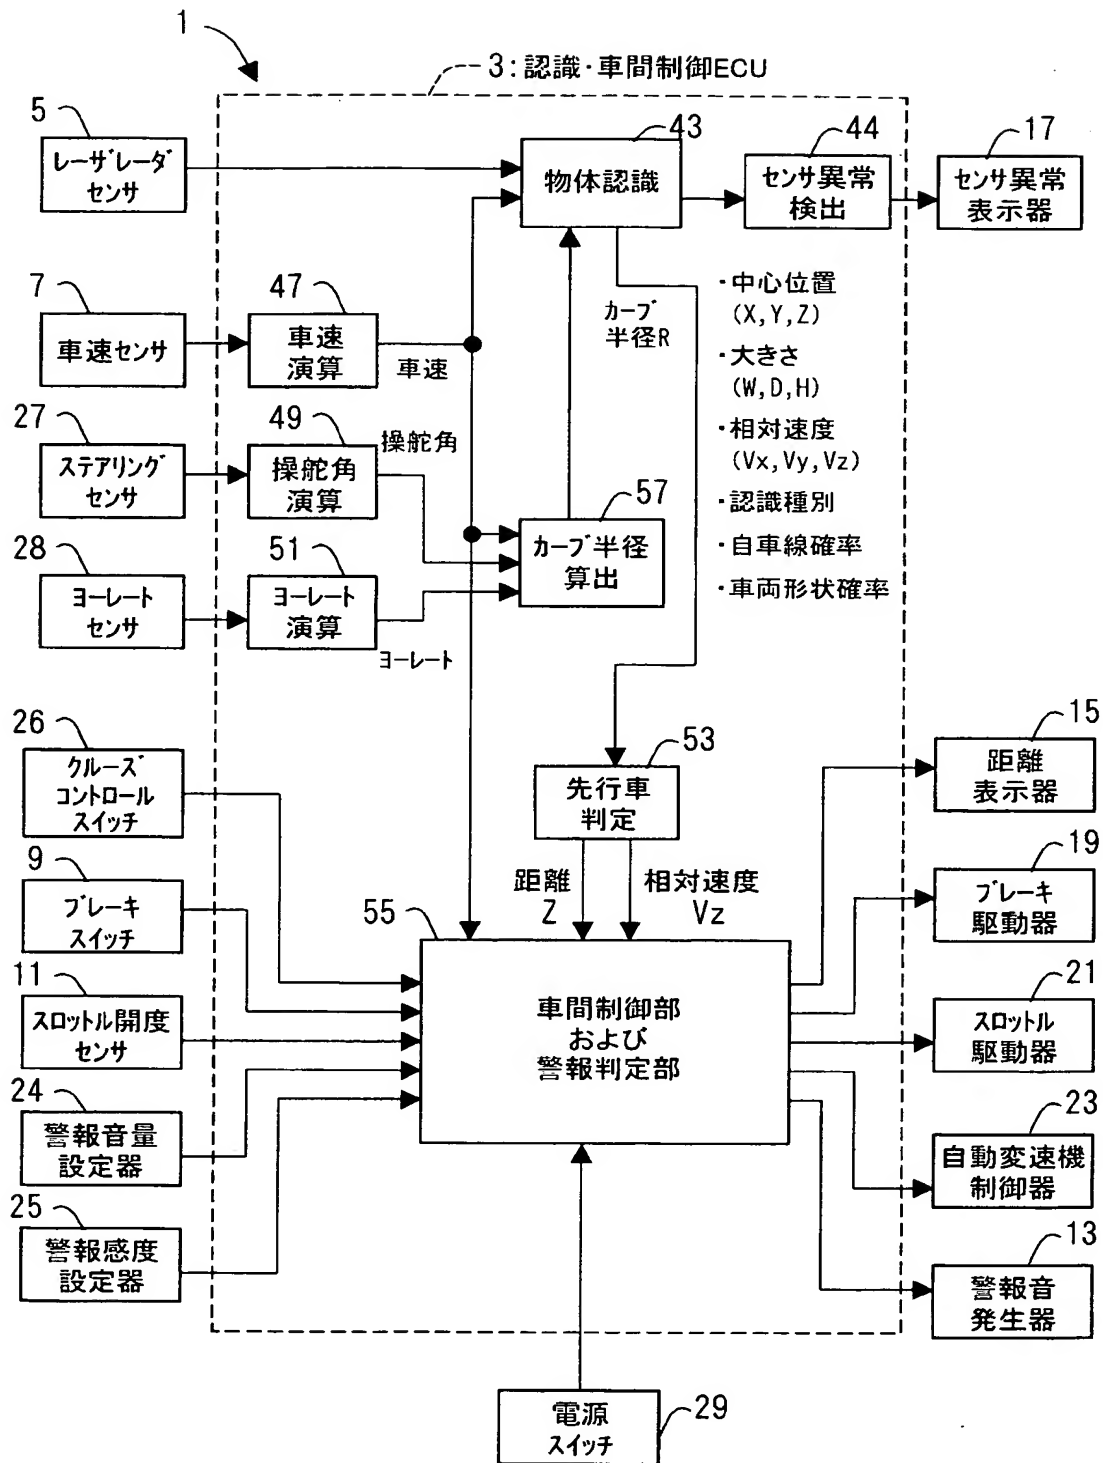 1
3:認識・車間制御ECU
5
レーザレーダ
センサ
43
物体認識
44
センサ異常
検出
17
センサ異常
表示器
7
車速センサ
47
車速
演算
車速
カーブ
半径R
・中心位置
(X,Y,Z)
・大きさ
(W,D,H)
・相対速度
(Vx,Vy,Vz)
・認識種別
・自車線確率
・車両形状確率
27
ステアリング
センサ
49
操舵角
演算
操舵角
57
カーブ半径
算出
28
ヨーレート
センサ
51
ヨーレート
演算
ヨーレート
26
クルーズ
コントロール
スイッチ
53
先行車
判定
15
距離
表示器
距離
Z
相対速度
Vz
9
ブレーキ
スイッチ
19
ブレーキ
駆動器
55
車間制御部
および
警報判定部
11
スロットル開度
センサ
21
スロットル
駆動器
24
警報音量
設定器
23
自動変速機
制御器
25
警報感度
設定器
13
警報音
発生器
電源
スイッチ
29